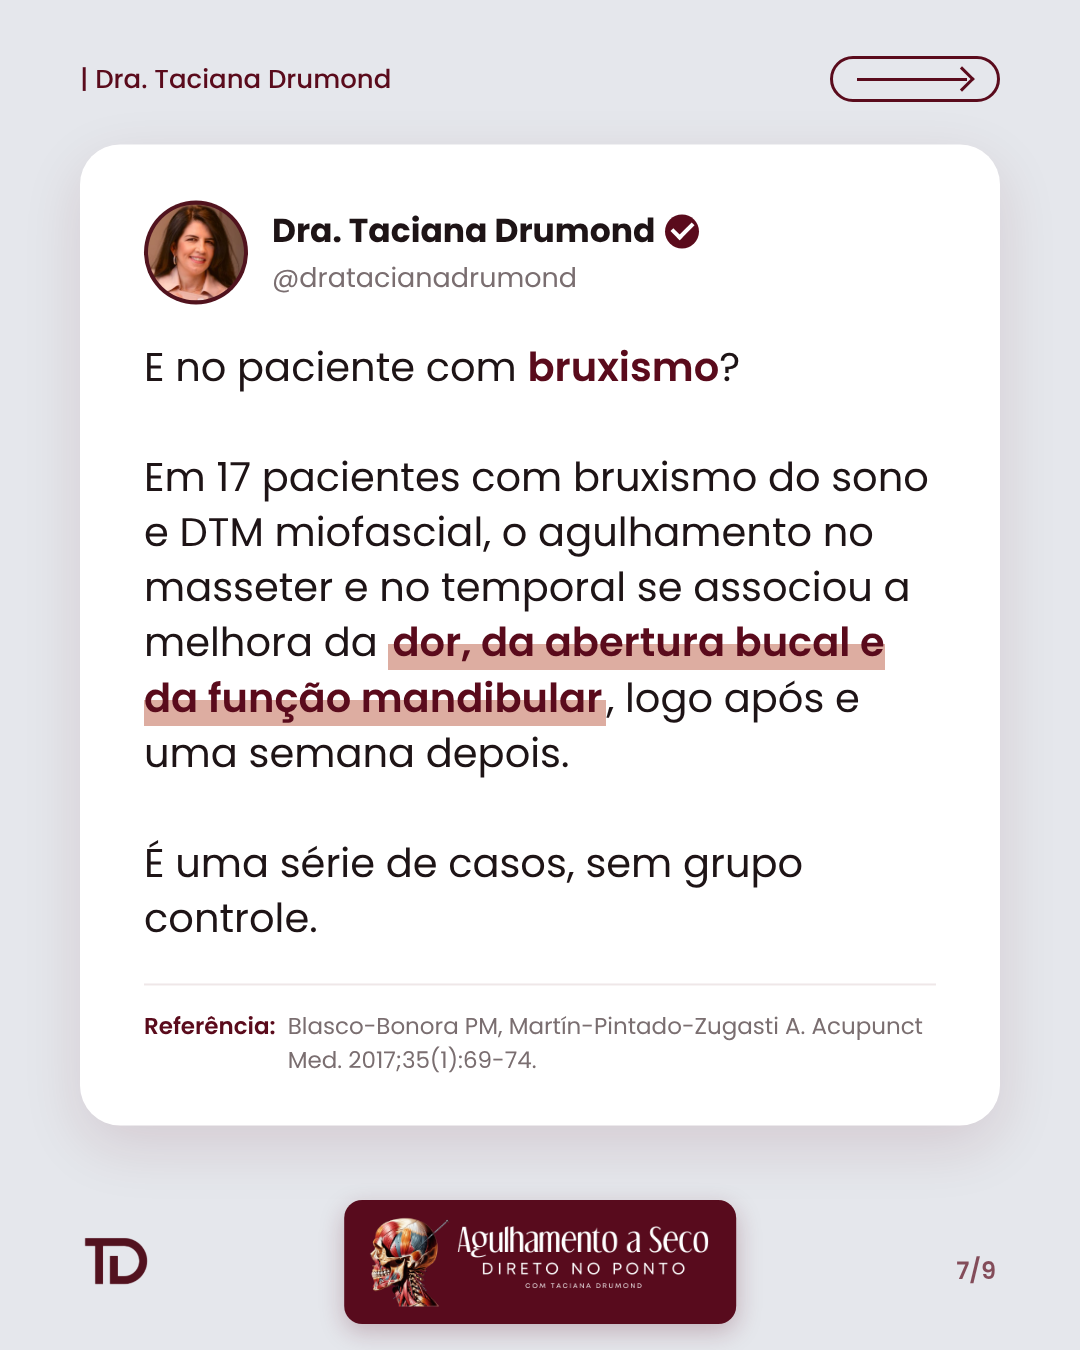 | Dra. Taciana Drumond
Dra. Taciana Drumond
@dratacianadrumond
E no paciente com bruxismo?
Em 17 pacientes com bruxismo do sono
e DTM miofascial, o agulhamento no
masseter e no temporal se associou a
melhora da dor, da abertura bucal e
da função mandibular, logo após e
uma semana depois.
É uma série de casos, sem grupo
controle.
Referência: Blasco-Bonora PM, Martín-Pintado-Zugasti A. Acupunct
Med. 2017;35(1):69-74.
TD
Agulhamento a Seco
DIRETO NO PONTO
COM TACIANA DRUMOND
7/9